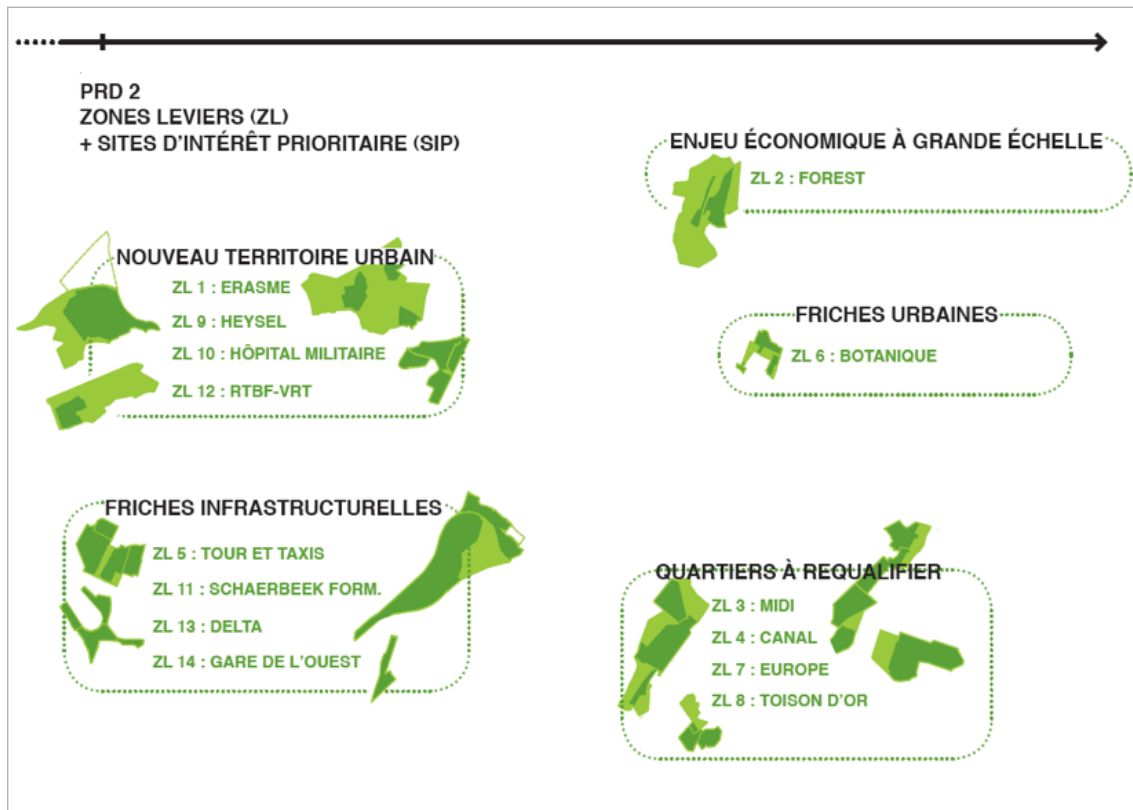 PRD 2
ZONES LEVIERS (ZL)
+ SITES D'INTÉRÊT PRIORITAIRE (SIP)
ENJEU ÉCONOMIQUE À GRANDE ÉCHELLE
ZL 2 : FOREST
NOUVEAU TERRITOIRE URBAIN
ZL 1 : ERASME
ZL 9 : HEYSEL
ZL 10 : HÔPITAL MILITAIRE
ZL 12 : RTBF-VRT
FRICHES URBAINES
ZL 6 : BOTANIQUE
FRICHES INFRASTRUCTURELLES
ZL 5 : TOUR ET TAXIS
ZL 11 : SCHAERBEEK FORM.
ZL 13 : DELTA
ZL 14 : GARE DE L'OUEST
QUARTIERS À REQUALIFIER
ZL 3 : MIDI
ZL 4 : CANAL
ZL 7 : EUROPE
ZL 8 : TOISON D'OR